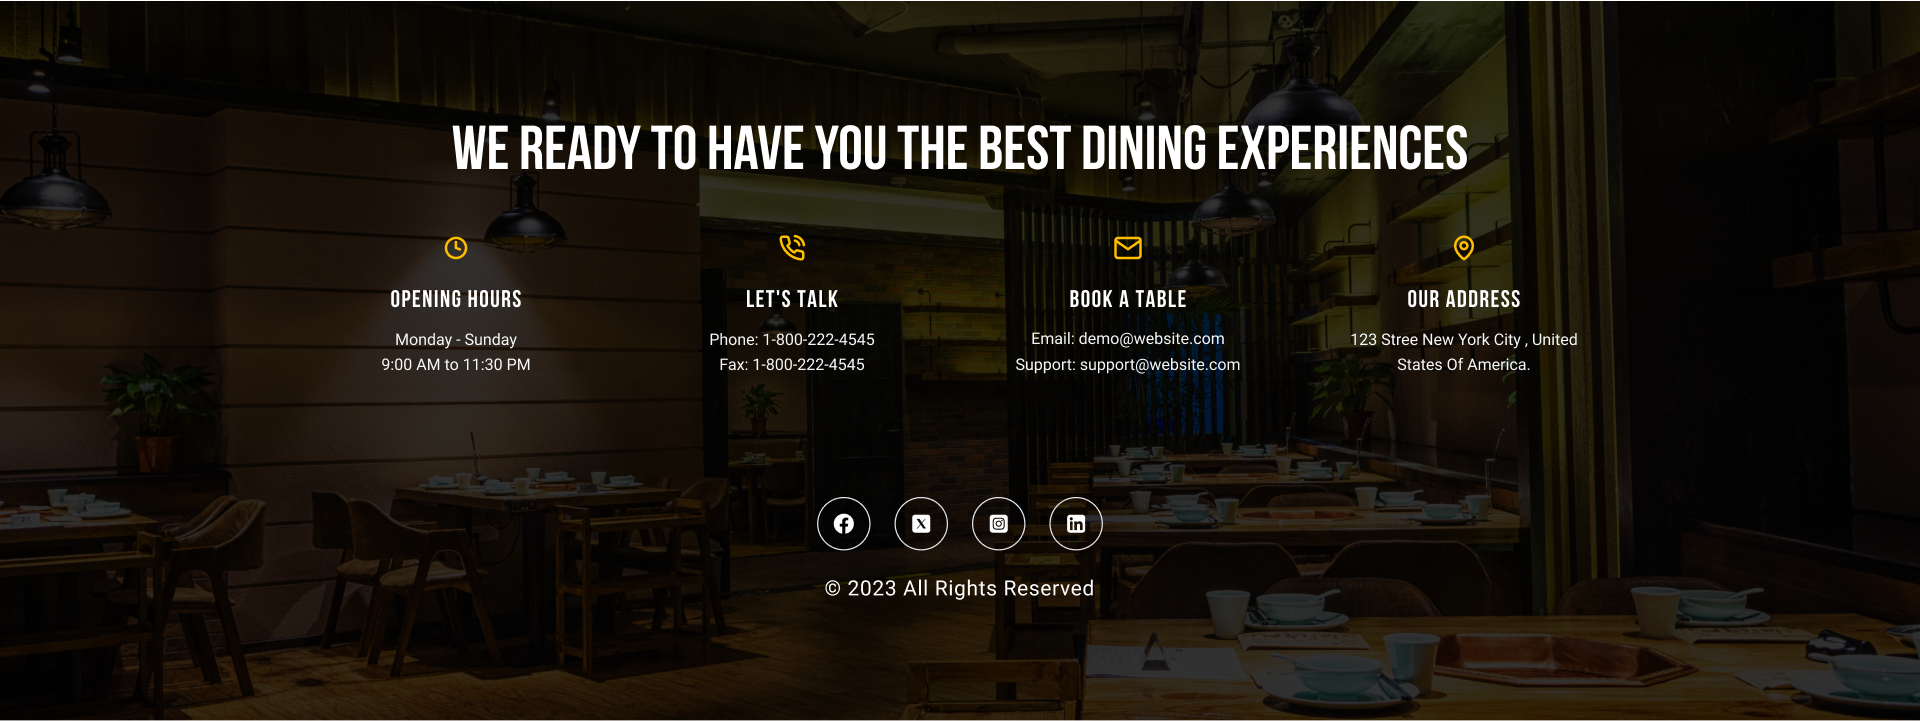 WE READY TO HAVE YOU THE BEST DINING EXPERIENCES
OPENING HOURS
Monday - Sunday
9:00 AM to 11:30 PM
LET'S TALK
Phone: 1-800-222-4545
Fax: 1-800-222-4545
BOOK A TABLE
Email: demo@website.com
Support: support@website.com
OUR ADDRESS
123 Stree New York City , United
States Of America.
© 2023 All Rights Reserved